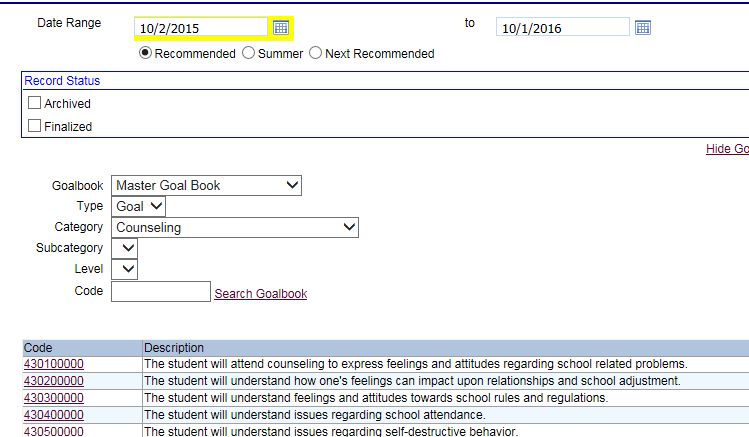 Date Range 10/2/2015 to 10/1/2016
Recommended Summer Next Recommended
Record Status
Archived
Finalized
Hide Go
Goalbook Master Goal Book
Type Goal
Category Counseling
Subcategory
Level
Code Search Goalbook
Code Description
430100000 The student will attend counseling to express feelings and attitudes regarding school related problems.
430200000 The student will understand how one's feelings can impact upon relationships and school adjustment.
430300000 The student will understand feelings and attitudes towards school rules and regulations.
430400000 The student will understand issues regarding school attendance.
430500000 The student will understand issues regarding self-destructive behavior.